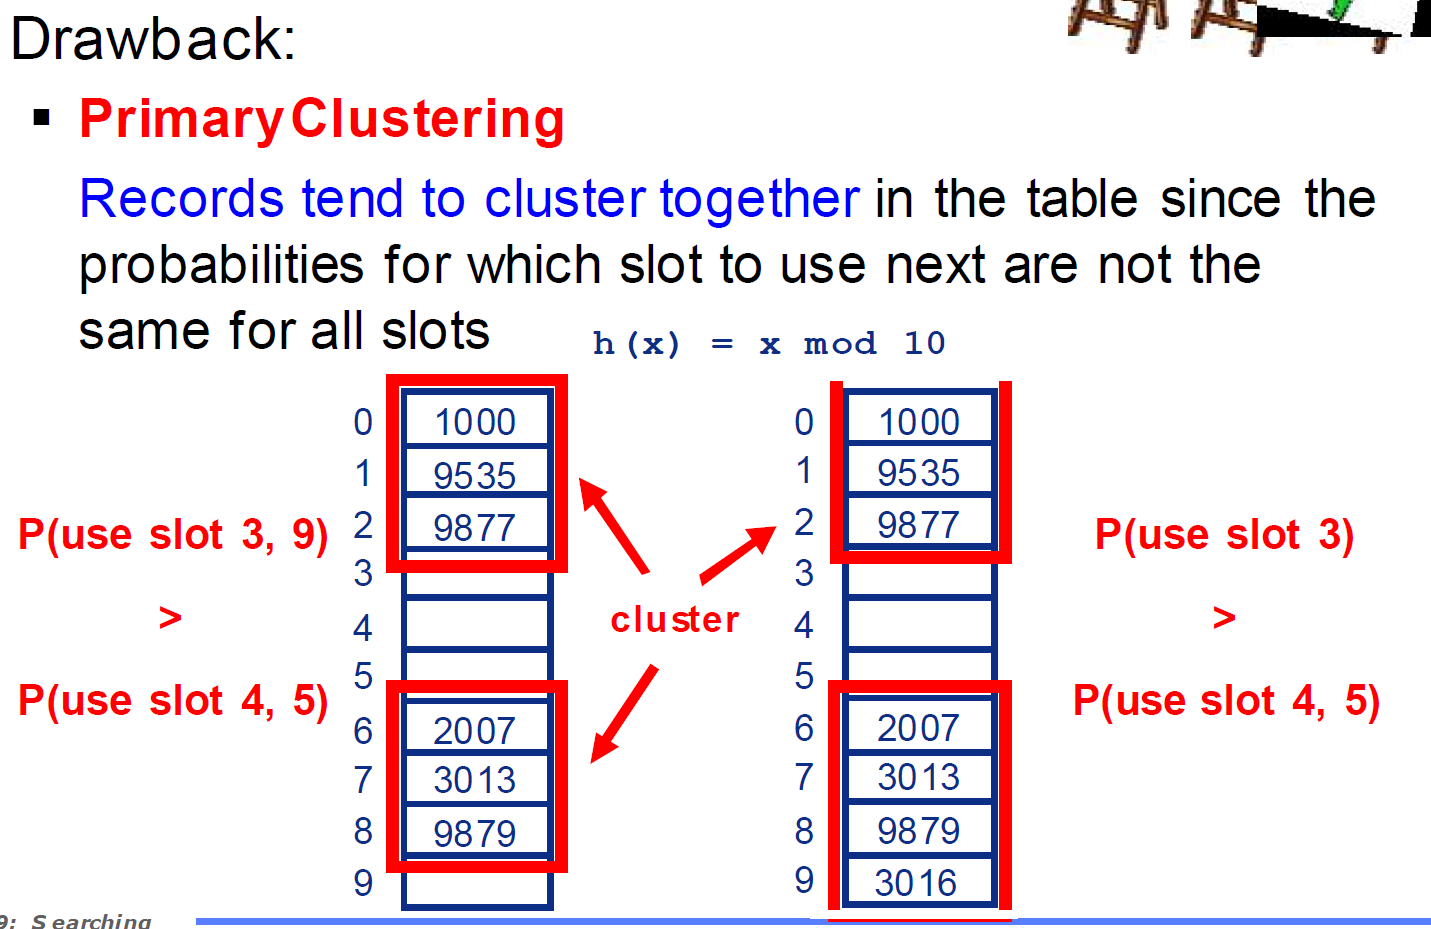 Drawback:
▪ Primary Clustering
Records tend to cluster together in the table since the
probabilities for which slot to use next are not the
same for all slots
h(x) = x mod 10
P(use slot 3, 9)
>
P(use slot 4, 5)
0 1000
1 9535
2 9877
3
4
5
6 2007
7 3013
8 9879
9
cluster
0 1000
1 9535
2 9877
3
4
5
6 2007
7 3013
8 9879
9 3016
P(use slot 3)
>
P(use slot 4, 5)
9: Searching